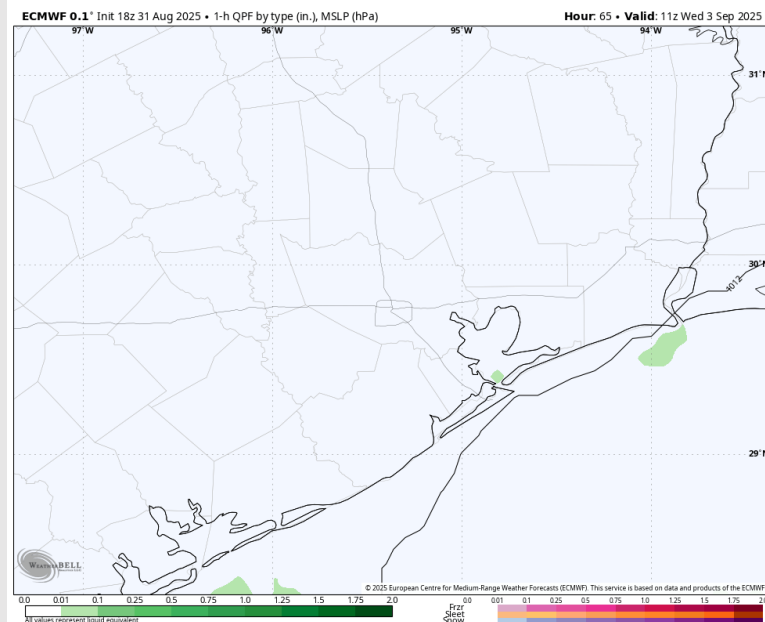 ECMWF 0.1° Init 18z 31 Aug 2025 • 1-h QPF by type (in.), MSLP (hPa) Hour: 65 • Valid: 11z Wed 3 Sep 2025
97°W 96°W 95°W 94°W
31°N
30°N
1012
29°N
WEATHERBELL
© 2025 European Centre for Medium-Range Weather Forecasts (ECMWF). This service is based on data and products of the ECMWF
0.0 0.01 0.1 0.25 0.5 0.75 1.0 1.25 1.5 1.75 2.0 0.0 0.01 0.1 0.25 0.5 0.75 1.0 1.25 1.5 1.75 2.0
Frzr
Sleet
Snow
All values represent liquid equivalent